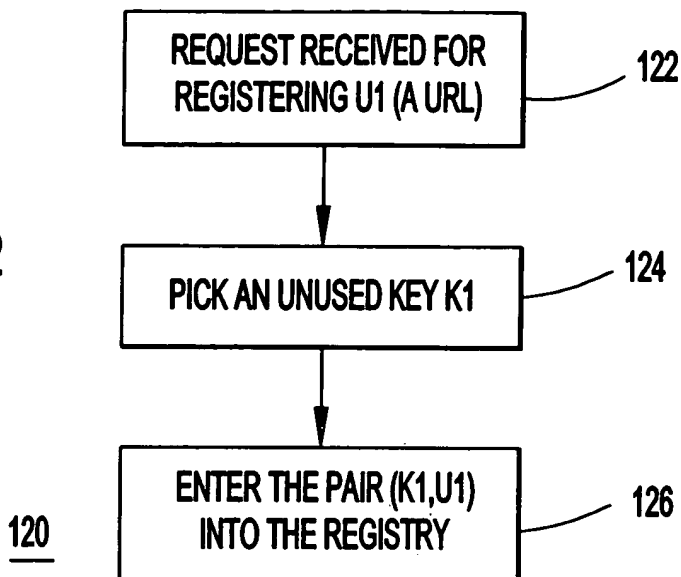 REQUEST RECEIVED FOR
REGISTERING U1 (A URL)
122
PICK AN UNUSED KEY K1
124
ENTER THE PAIR (K1,U1)
INTO THE REGISTRY
126
120